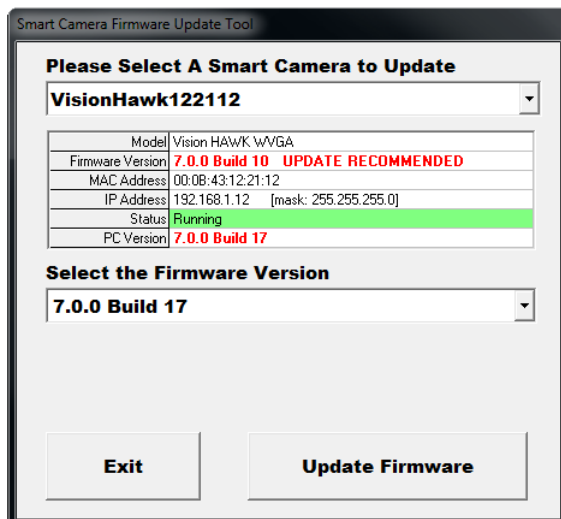 Smart Camera Firmware Update Tool
Please Select A Smart Camera to Update
VisionHawk122112
Model Vision HAWK WVGA
Firmware Version 7.0.0 Build 10 UPDATE RECOMMENDED
MAC Address 00:0B:43:12:21:12
IP Address 192.168.1.12 [mask: 255.255.255.0]
Status Running
PC Version 7.0.0 Build 17
Select the Firmware Version
7.0.0 Build 17
Exit Update Firmware